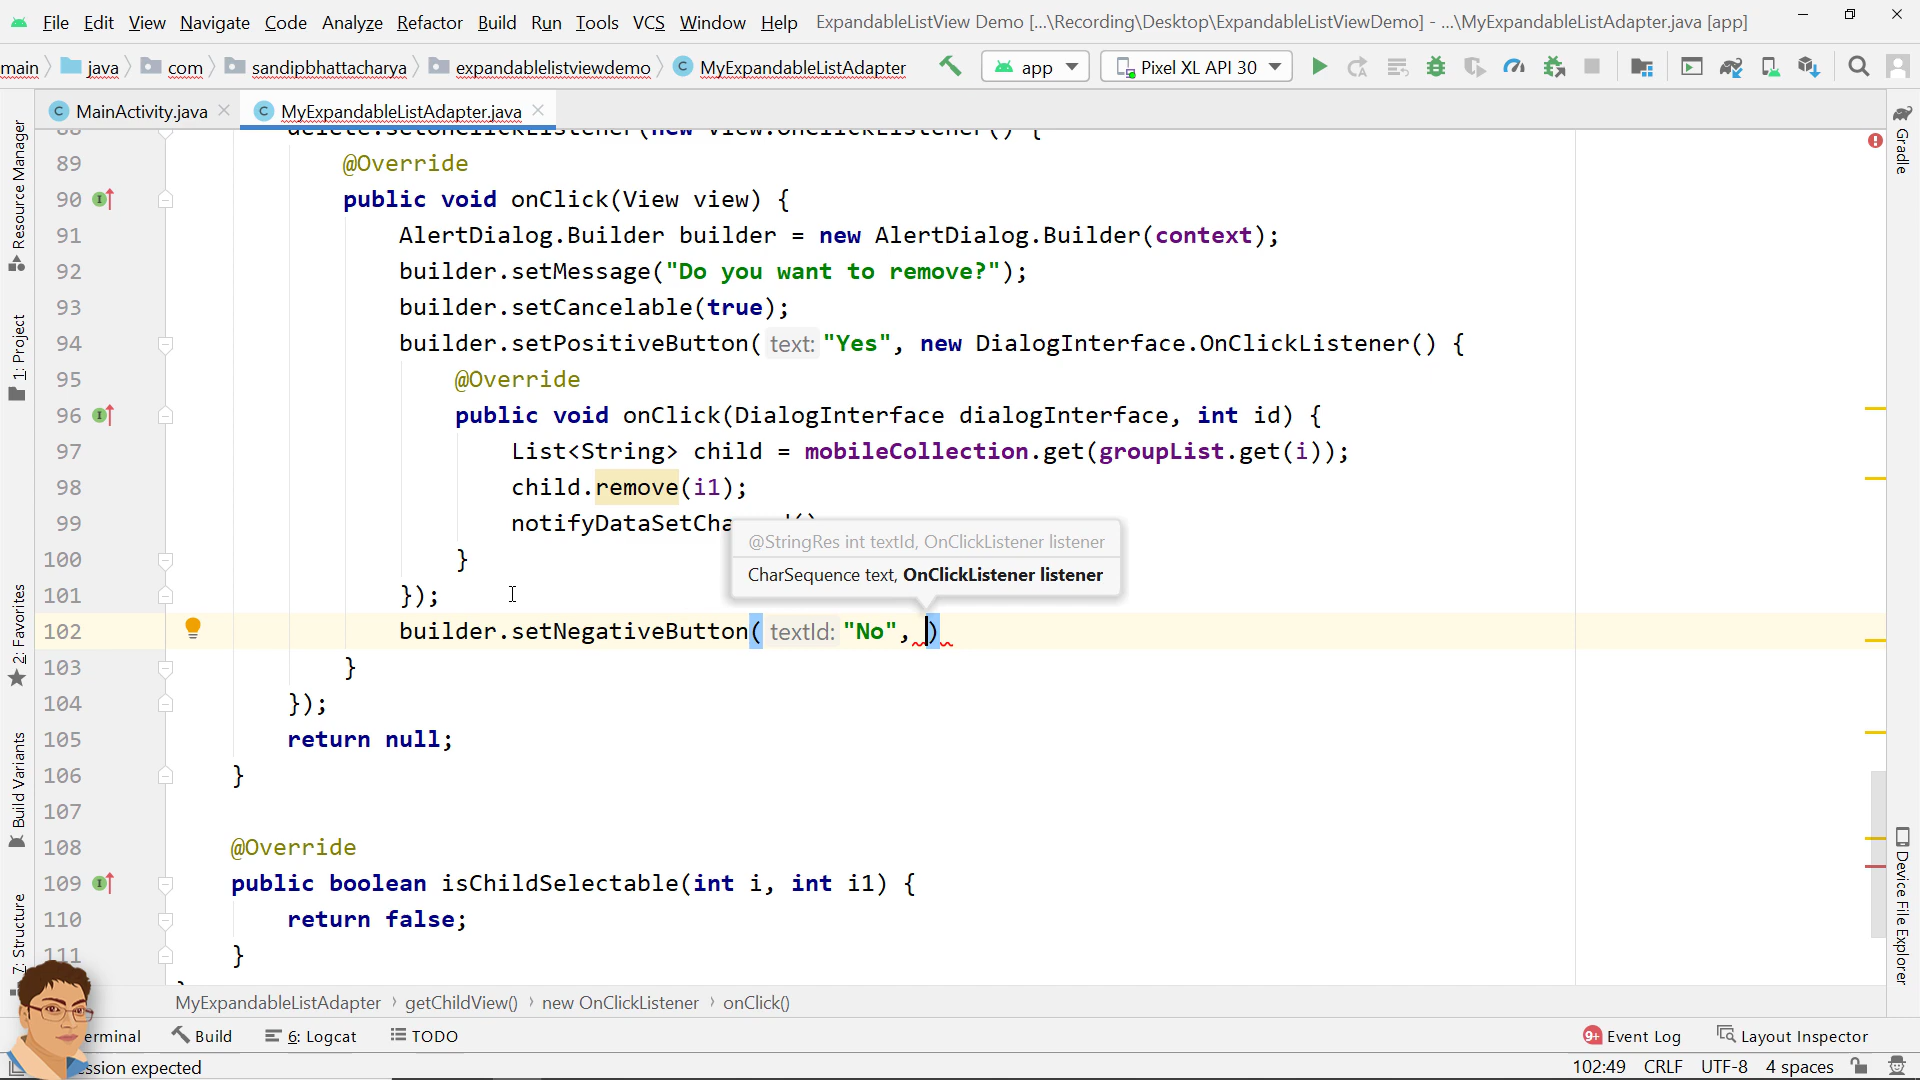 File Edit View Navigate Code Analyze Refactor Build Run Tools VCS Window Help ExpandableListView Demo [...\Recording\Desktop\ExpandableListViewDemo] - ...\MyExpandableListAdapter.java [app]
main java com sandipbhattacharya expandablelistviewdemo MyExpandableListAdapter app Pixel XL API 30
MainActivity.java MyExpandableListAdapter.java
89 @Override
90 public void onClick(View view) {
91 AlertDialog.Builder builder = new AlertDialog.Builder(context);
92 builder.setMessage("Do you want to remove?");
93 builder.setCancelable(true);
94 builder.setPositiveButton( text: "Yes", new DialogInterface.OnClickListener() {
95 @Override
96 public void onClick(DialogInterface dialogInterface, int id) {
97 List<String> child = mobileCollection.get(groupList.get(i));
98 child.remove(i1);
99
100 }
@StringRes int textId, OnClickListener listener
CharSequence text, OnClickListener listener
101 });
102 builder.setNegativeButton( textId: "No", )
103 }
104 });
105 return null;
106 }
107
108 @Override
109 public boolean isChildSelectable(int i, int i1) {
110 return false;
111 }
MyExpandableListAdapter getChildView() new OnClickListener onClick()
Build 6: Logcat TODO 9+ Event Log Layout Inspector
expected 102:49 CRLF UTF-8 4 spaces
Resource Manager
1: Project
2: Favorites
Build Variants
7: Structure
Gradle
Device File Explorer